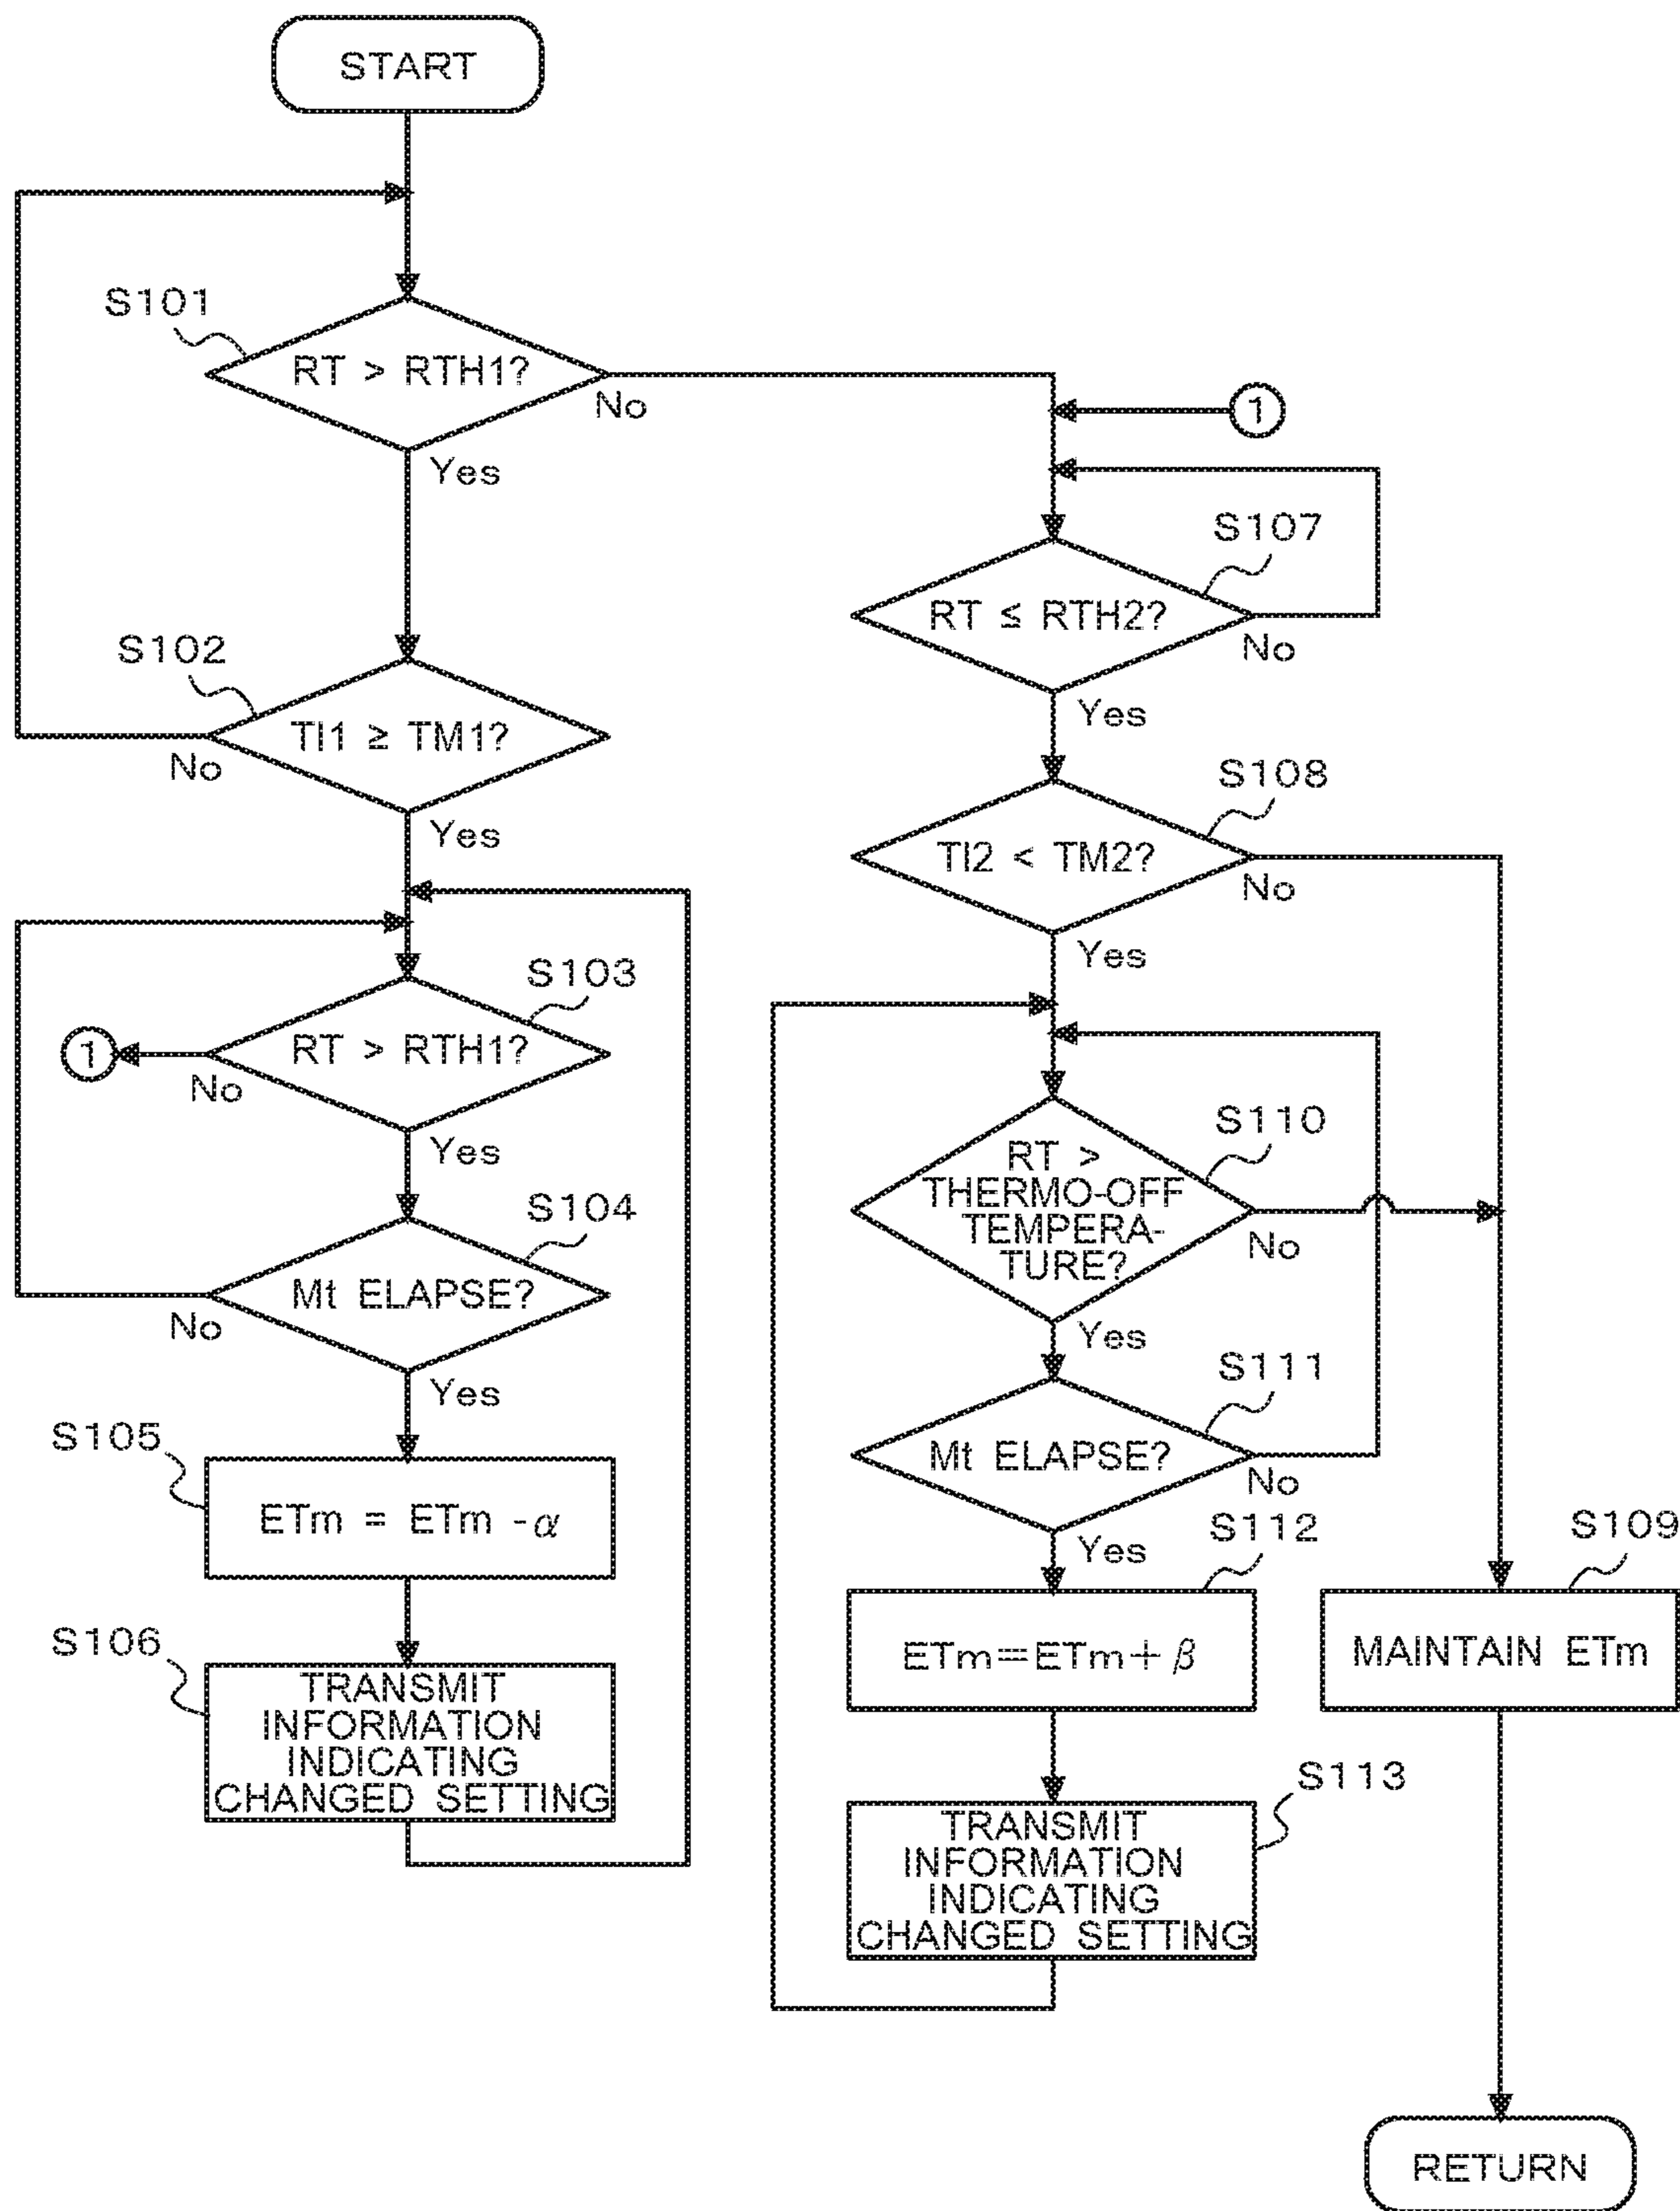 START
S101
RT > RTH1?
No
Yes
S102
TI1 ≥ TM1?
No
Yes
S103
RT > RTH1?
1
No
Yes
S104
Mt ELAPSE?
No
Yes
S105
ETm = ETm -α
S106
TRANSMIT
INFORMATION
INDICATING
CHANGED SETTING
1
S107
RT ≤ RTH2?
No
Yes
S108
TI2 < TM2?
No
Yes
S110
RT >
THERMO-OFF
TEMPERA-
TURE?
No
Yes
S111
Mt ELAPSE?
No
Yes
S112
ETm=ETm+β
S113
TRANSMIT
INFORMATION
INDICATING
CHANGED SETTING
S109
MAINTAIN ETm
RETURN